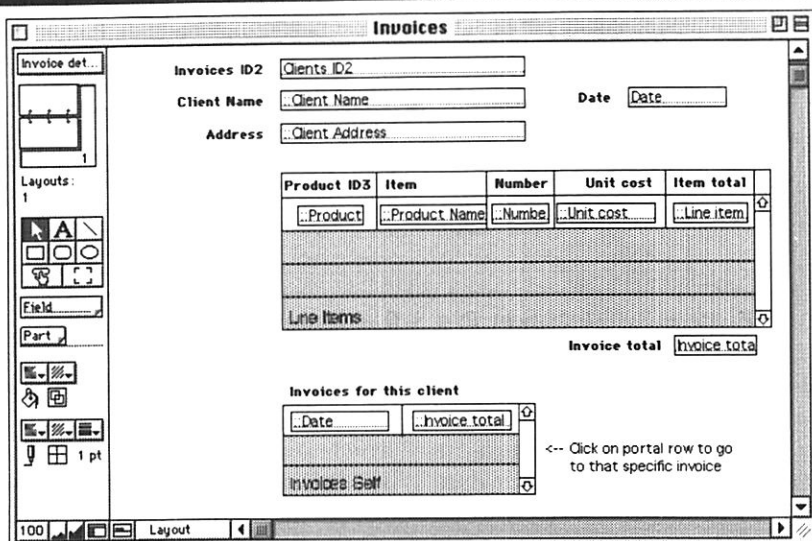 Invoices
Invoice det...
1
Layouts:
1
Field
Part
1 pt
Invoices ID2 Clients ID2
Client Name ::Client Name Date Date
Address ::Client Address
Product ID3 Item Number Unit cost Item total
::Product ::Product Name ::Numbe ::Unit cost ::Line item
Line Items
Invoice total Invoice tota
Invoices for this client
::Date ::Invoice total
<-- Click on portal row to go
to that specific invoice
Invoices Self
100 Layout